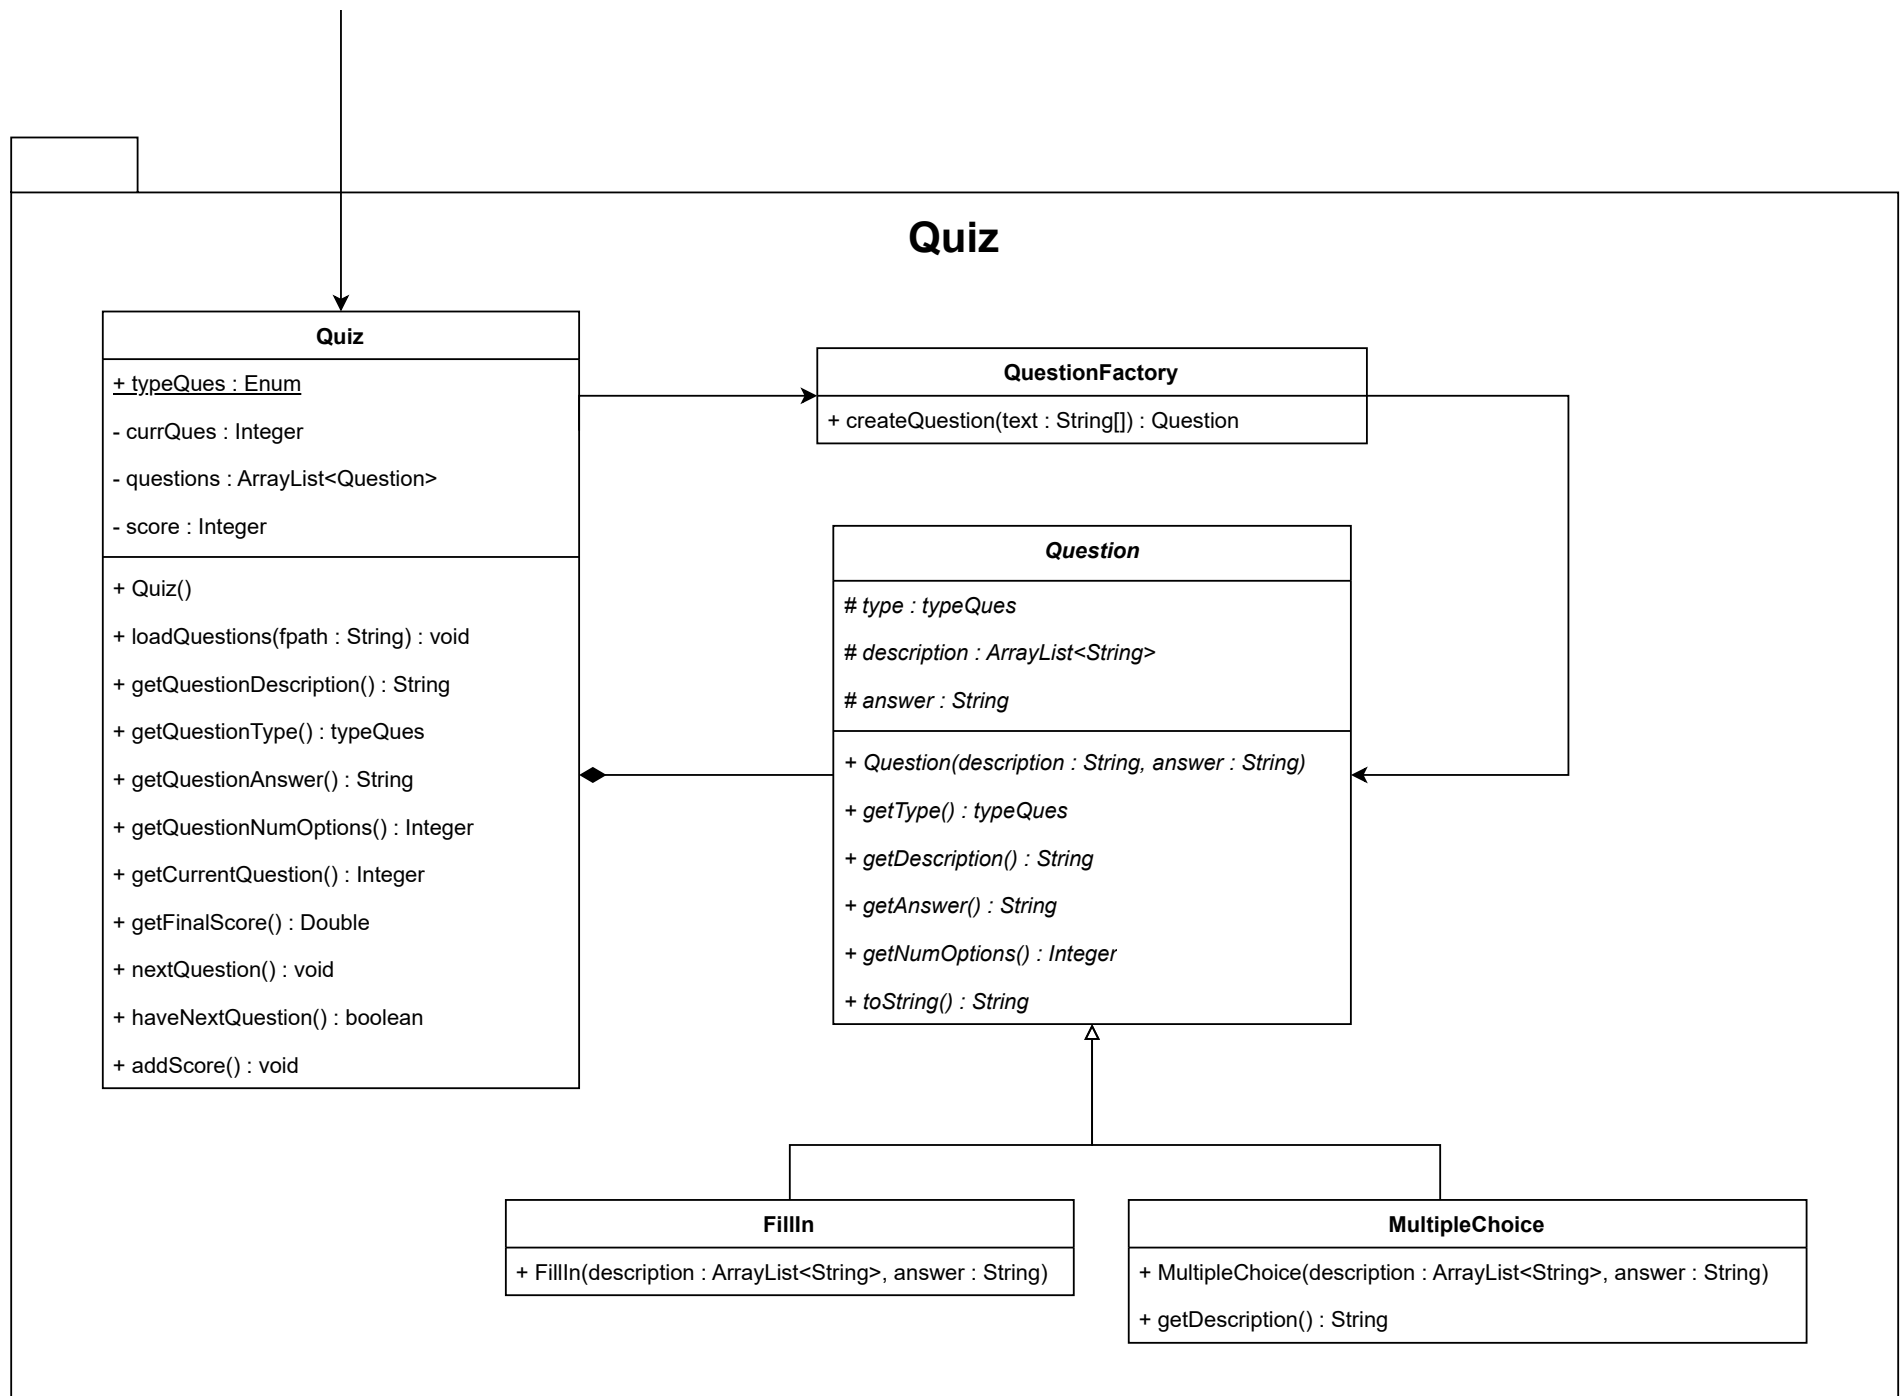 Quiz
Quiz
+ typeQues : Enum
- currQues : Integer
- questions : ArrayList<Question>
- score : Integer
+ Quiz()
+ loadQuestions(fpath : String) : void
+ getQuestionDescription() : String
+ getQuestionType() : typeQues
+ getQuestionAnswer() : String
+ getQuestionNumOptions() : Integer
+ getCurrentQuestion() : Integer
+ getFinalScore() : Double
+ nextQuestion() : void
+ haveNextQuestion() : boolean
+ addScore() : void
QuestionFactory
+ createQuestion(text : String[]) : Question
Question
# type : typeQues
# description : ArrayList<String>
# answer : String
+ Question(description : String, answer : String)
+ getType() : typeQues
+ getDescription() : String
+ getAnswer() : String
+ getNumOptions() : Integer
+ toString() : String
FillIn
+ FillIn(description : ArrayList<String>, answer : String)
MultipleChoice
+ MultipleChoice(description : ArrayList<String>, answer : String)
+ getDescription() : String